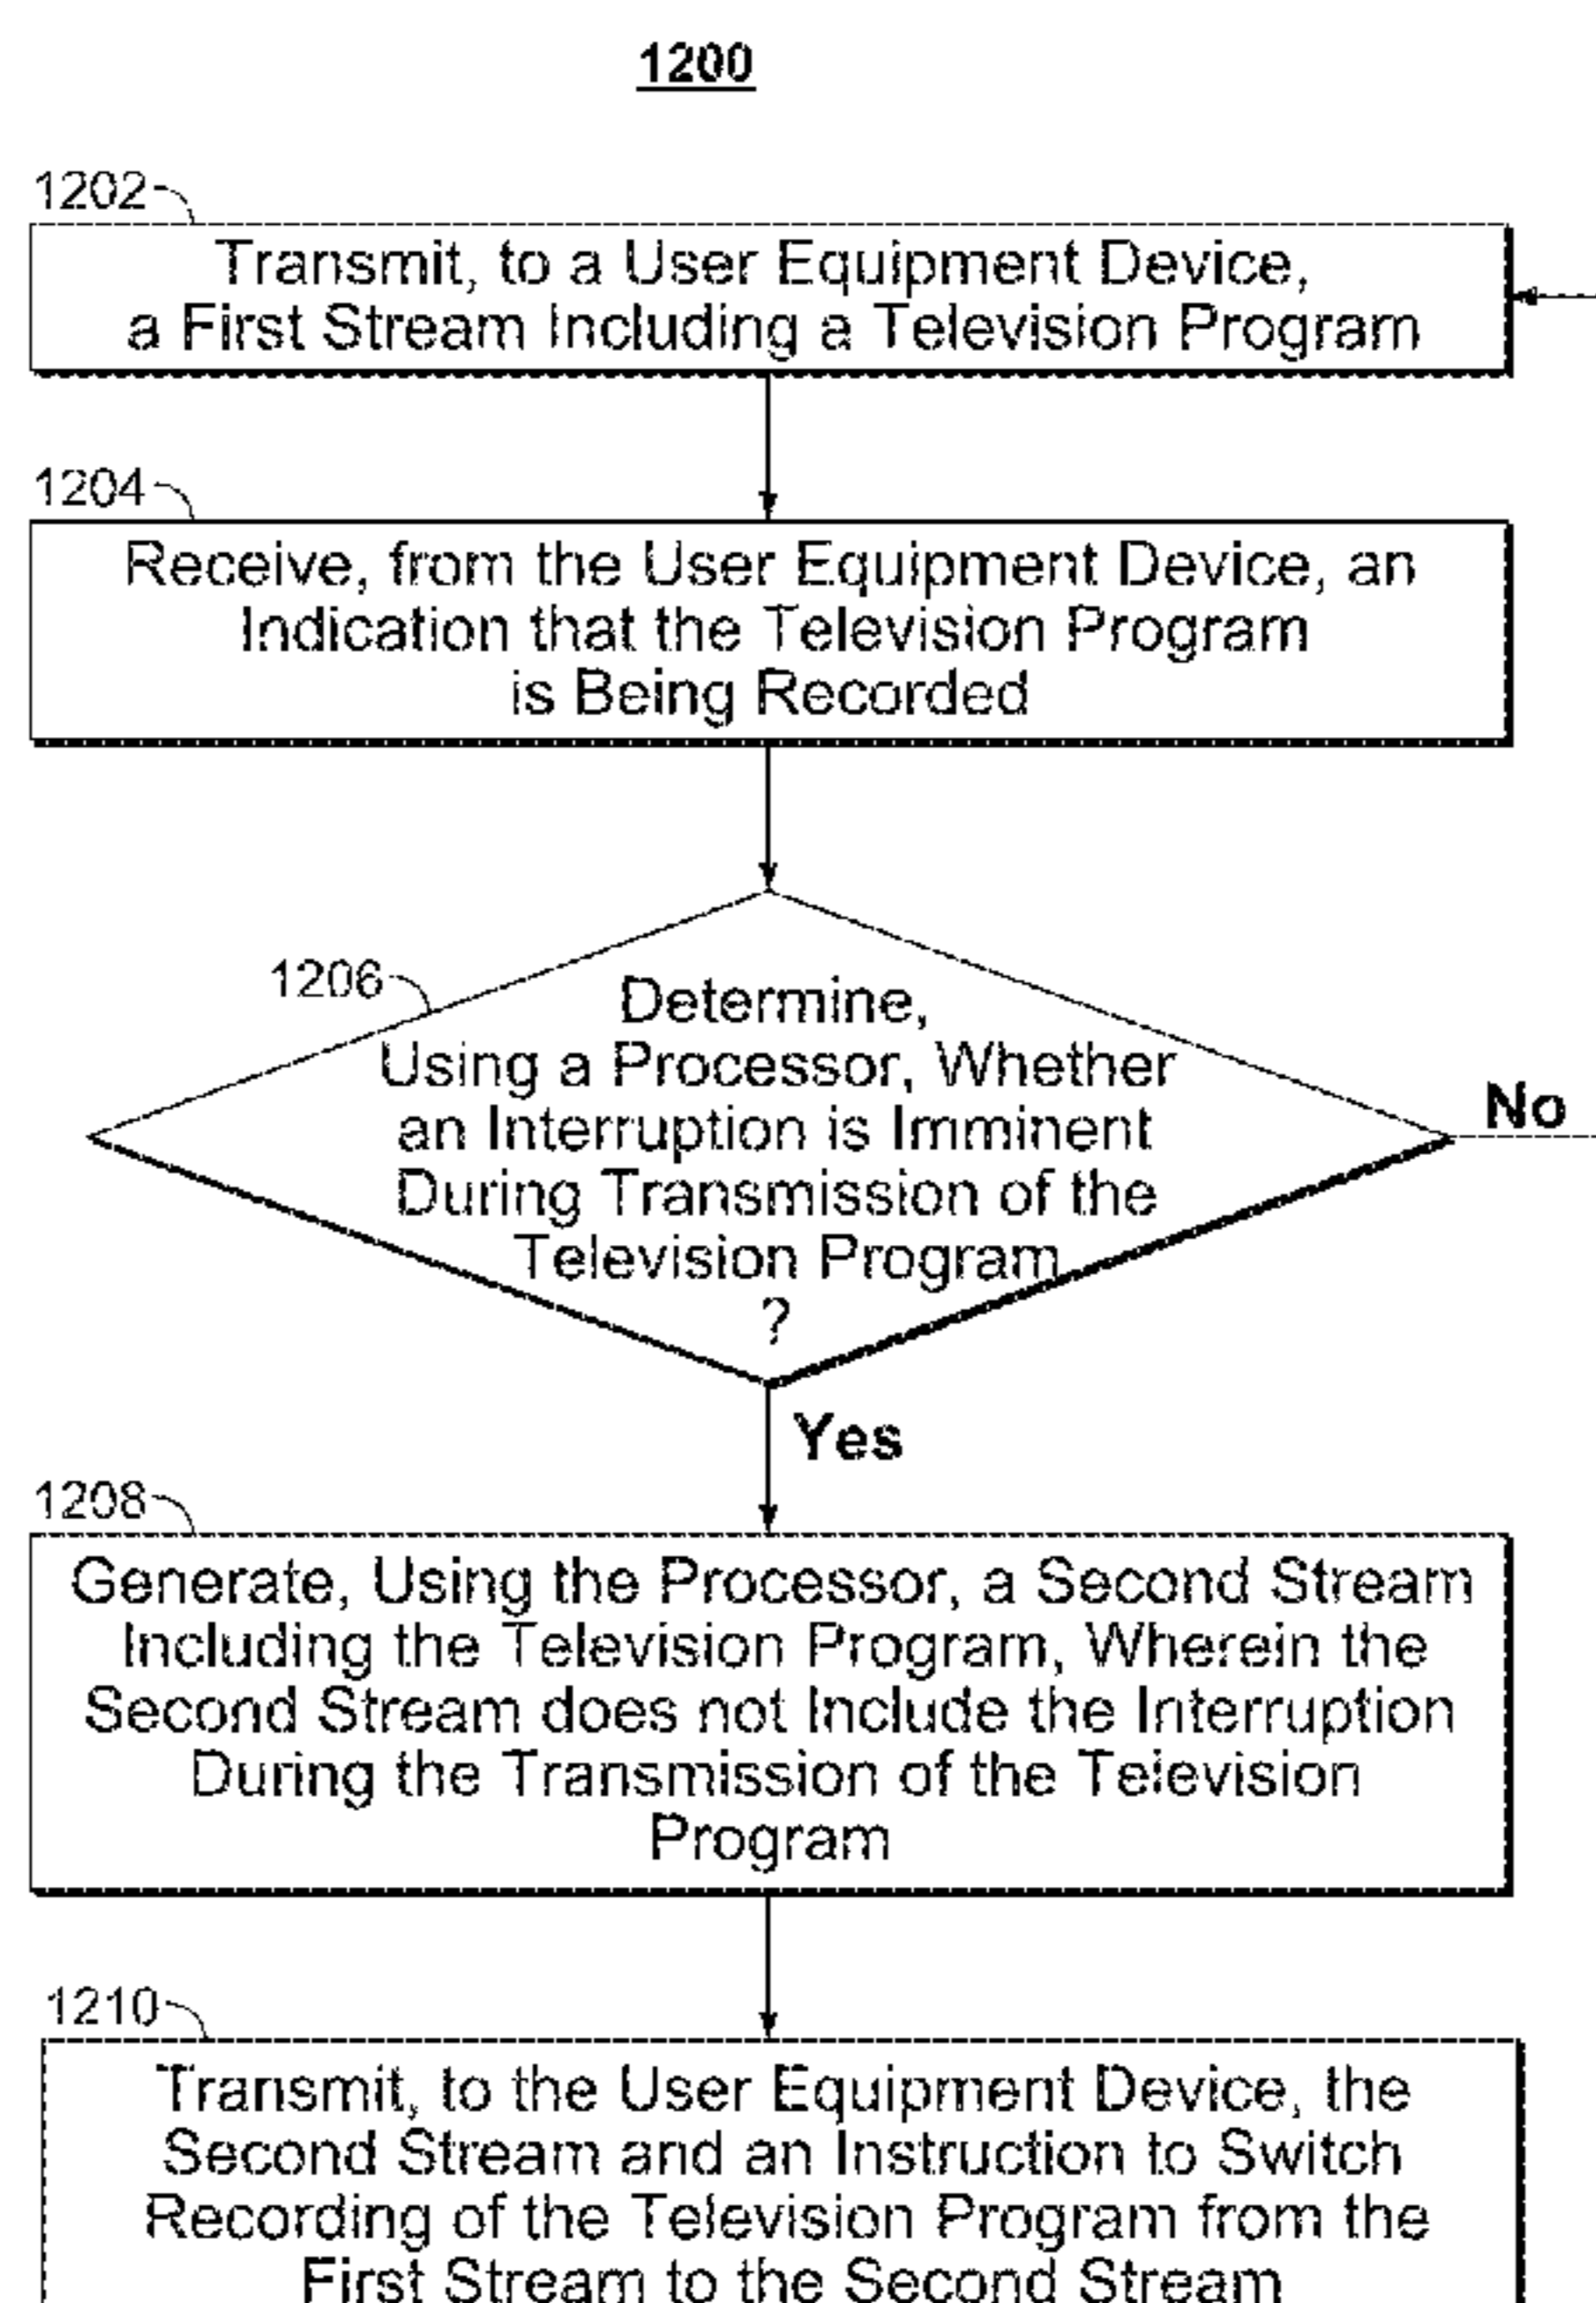 1200
1202
Transmit, to a User Equipment Device,
a First Stream Including a Television Program
1204
Receive, from the User Equipment Device, an
Indication that the Television Program
is Being Recorded
1206
Determine,
Using a Processor, Whether
an Interruption is Imminent
During Transmission of the
Television Program
?
No
Yes
1208
Generate, Using the Processor, a Second Stream
Including the Television Program, Wherein the
Second Stream does not Include the Interruption
During the Transmission of the Television
Program
1210
Transmit, to the User Equipment Device, the
Second Stream and an Instruction to Switch
Recording of the Television Program from the
First Stream to the Second Stream